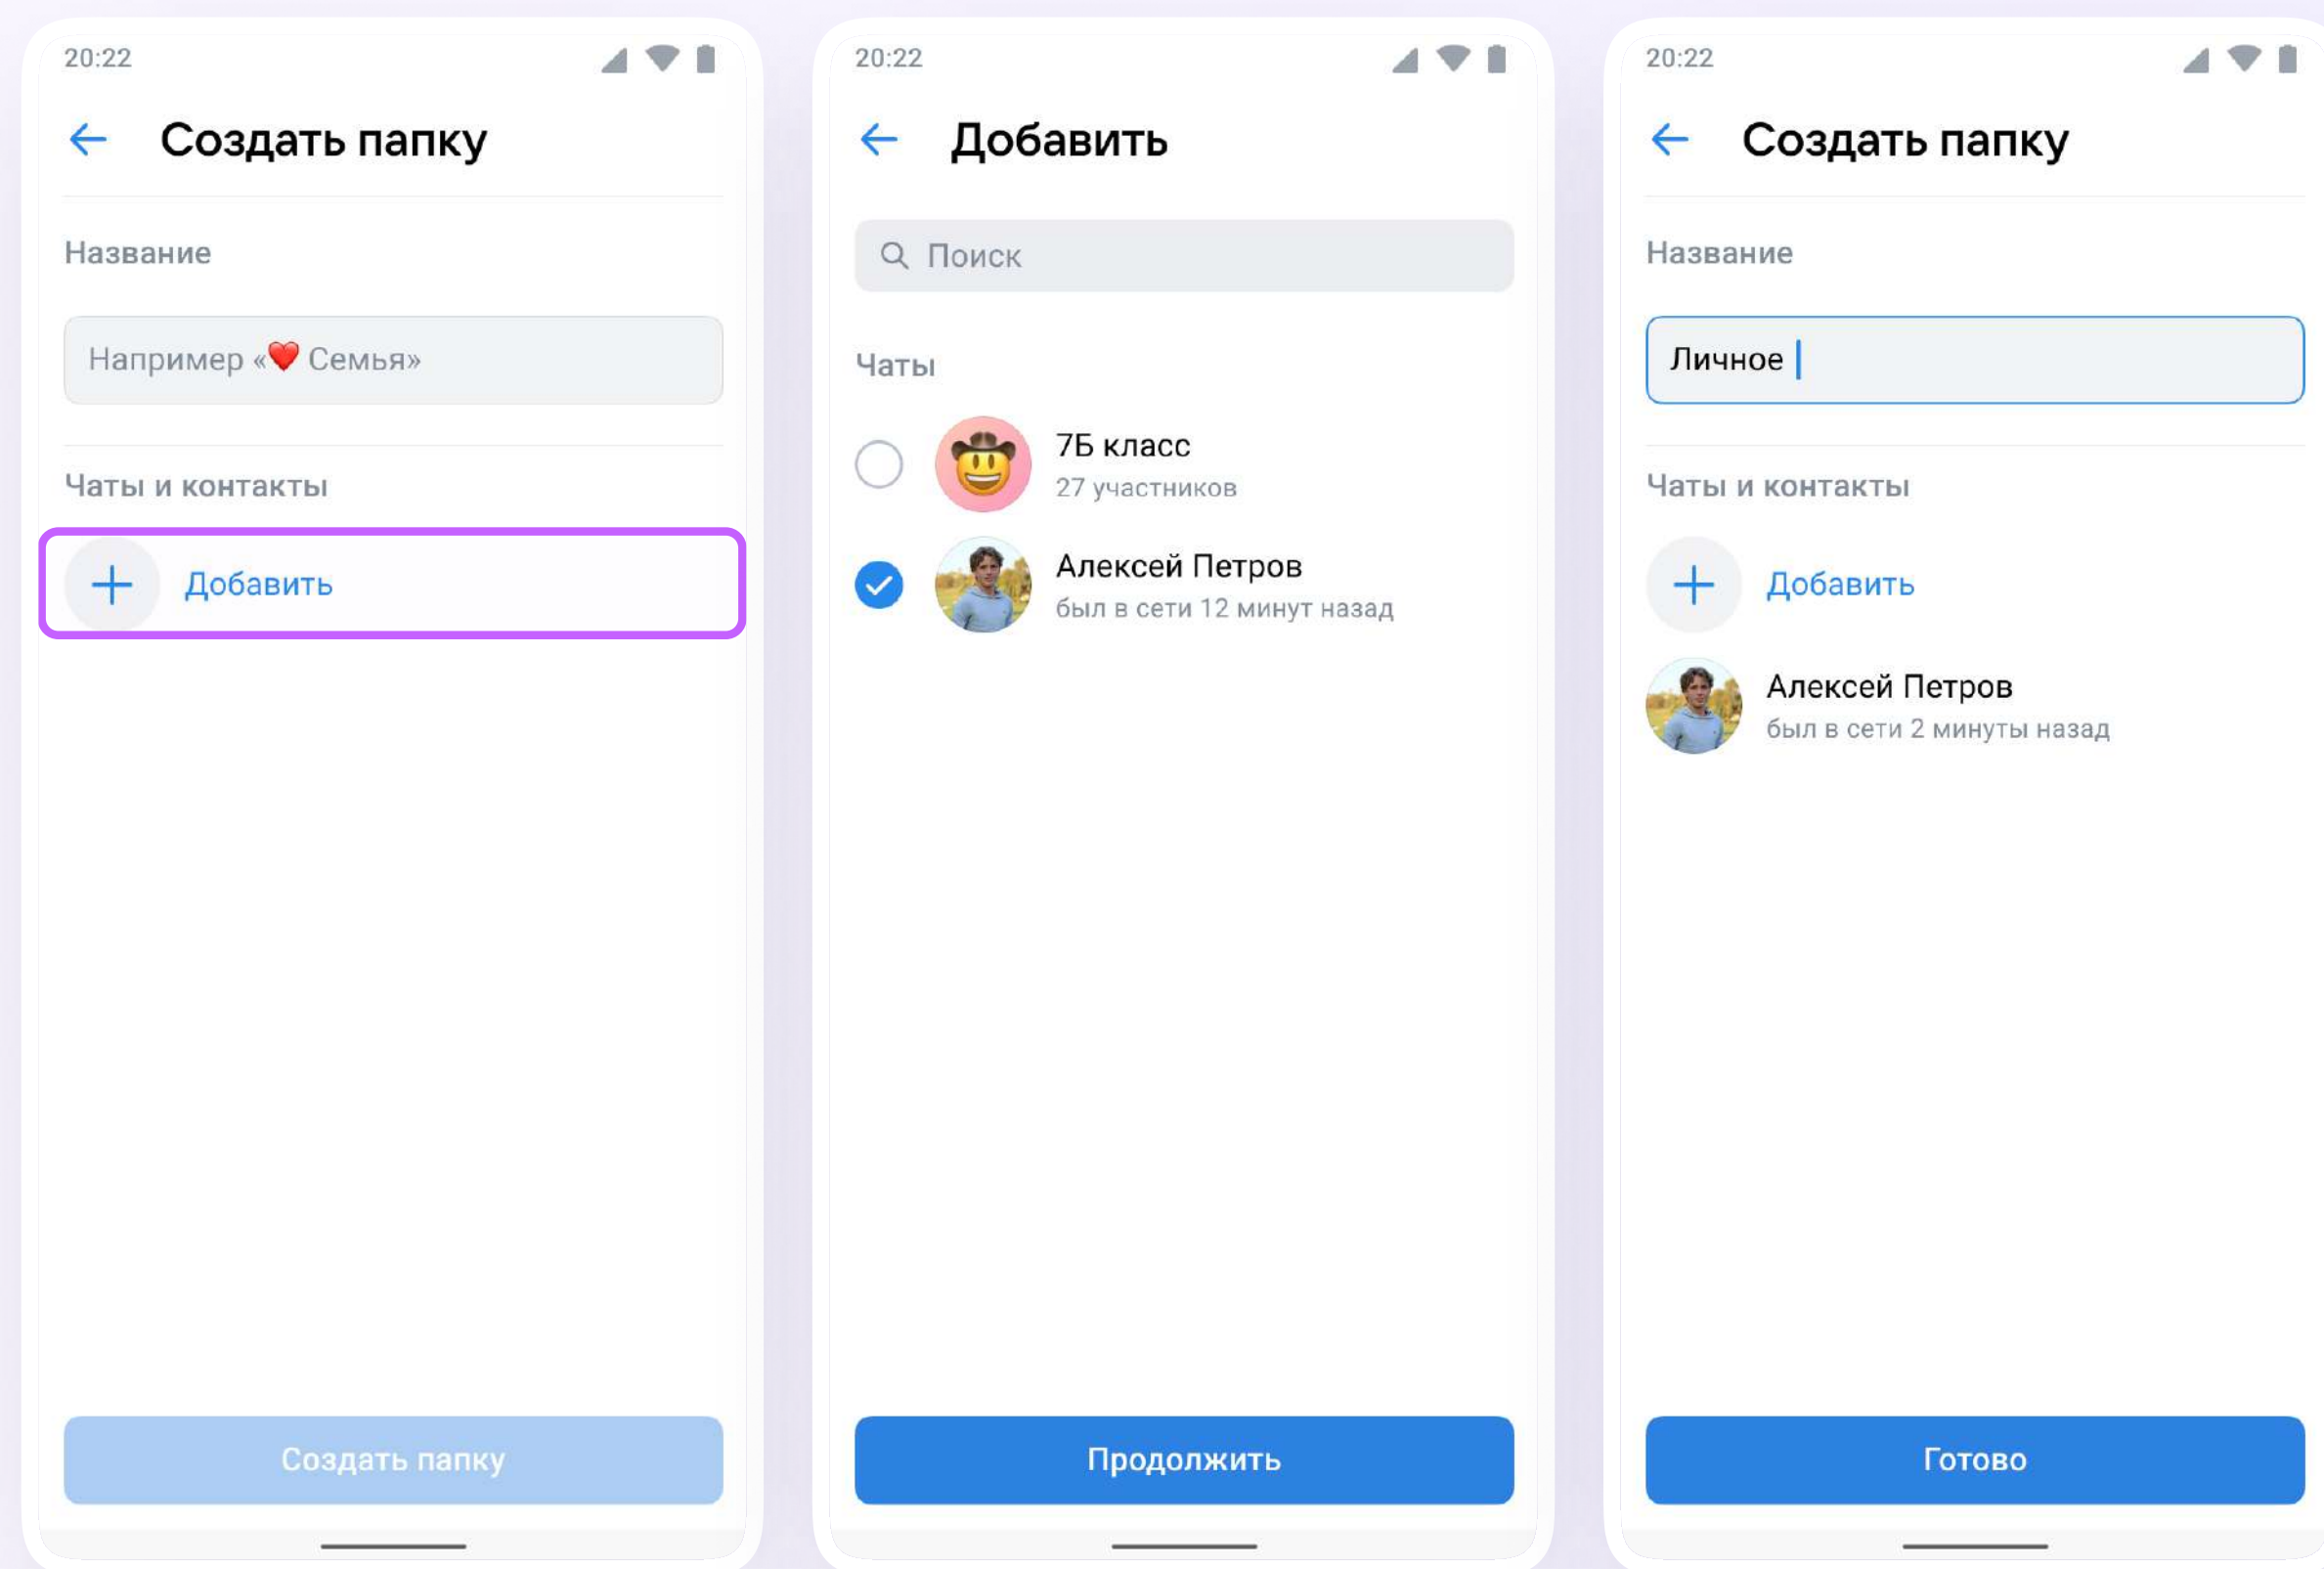 20:22
Создать папку
Название
Например «❤️ Семья»
Чаты и контакты
Добавить
Создать папку
20:22
Добавить
Поиск
Чаты
7Б класс
27 участников
Алексей Петров
был в сети 12 минут назад
Продолжить
20:22
Создать папку
Название
Личное
Чаты и контакты
Добавить
Алексей Петров
был в сети 2 минуты назад
Готово